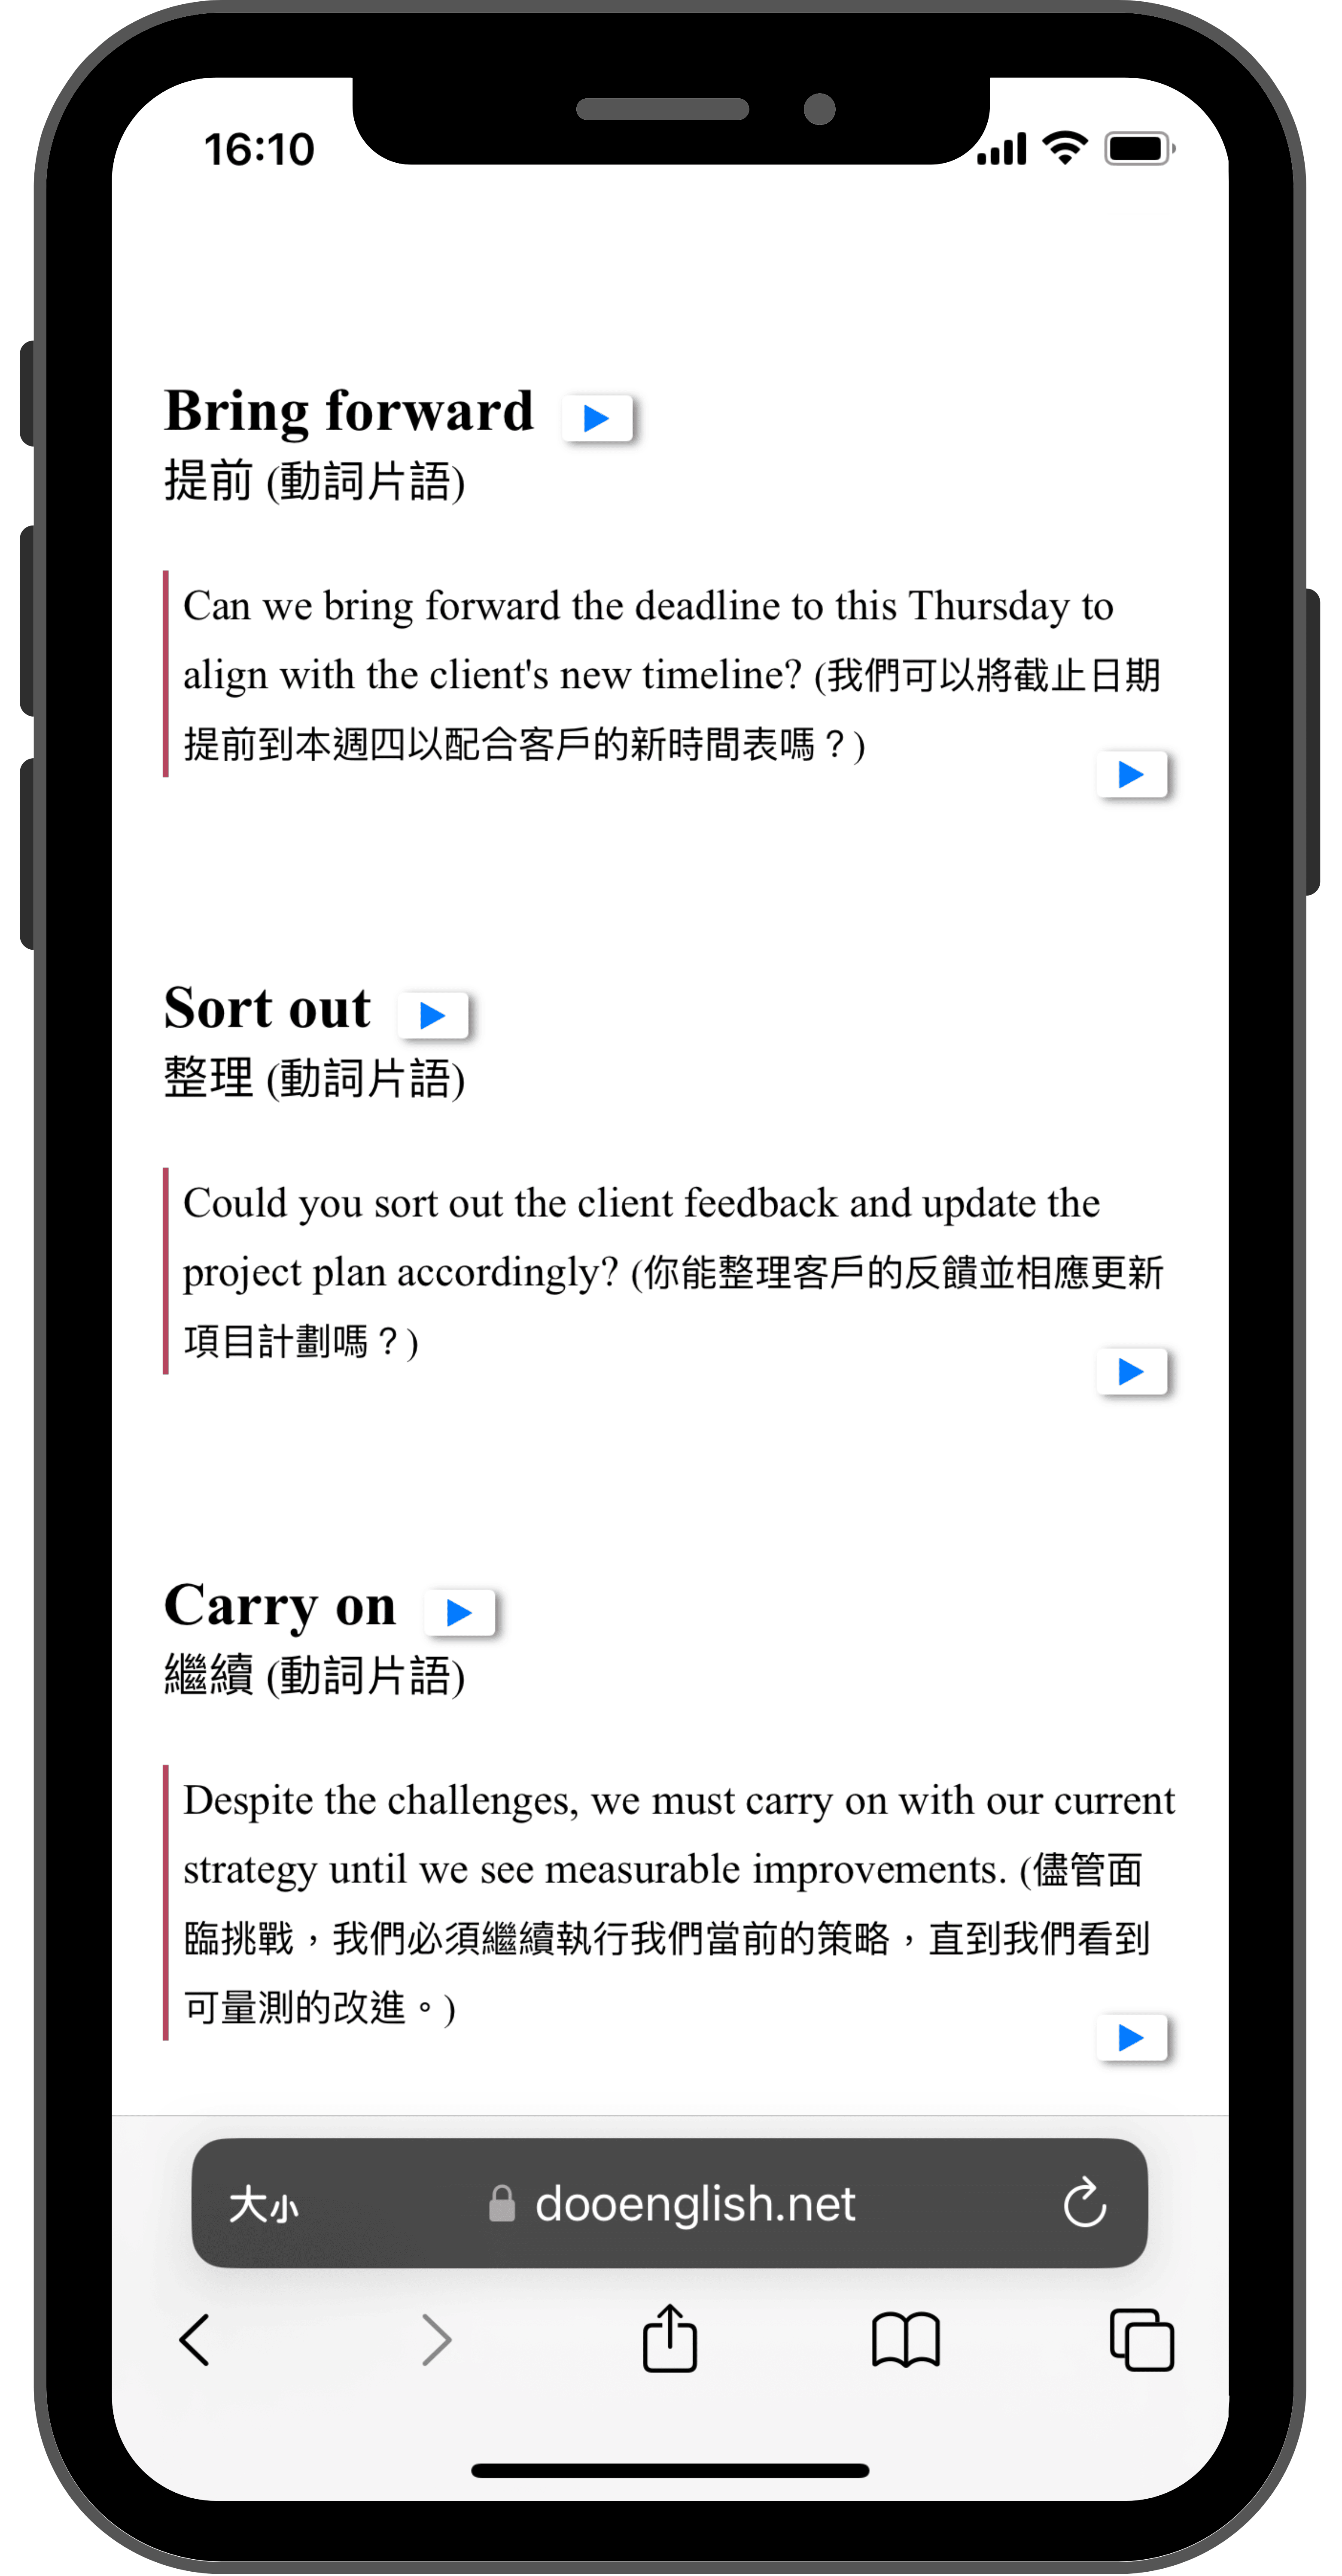 16:10
Bring forward
提前 (動詞片語)
Can we bring forward the deadline to this Thursday to
align with the client's new timeline? (我們可以將截止日期
提前到本週四以配合客戶的新時間表嗎？)
Sort out
整理 (動詞片語)
Could you sort out the client feedback and update the
project plan accordingly? (你能整理客戶的反饋並相應更新
項目計劃嗎？)
Carry on
繼續 (動詞片語)
Despite the challenges, we must carry on with our current
strategy until we see measurable improvements. (儘管面
臨挑戰，我們必須繼續執行我們當前的策略，直到我們看到
可量測的改進。)
大小 dooenglish.net